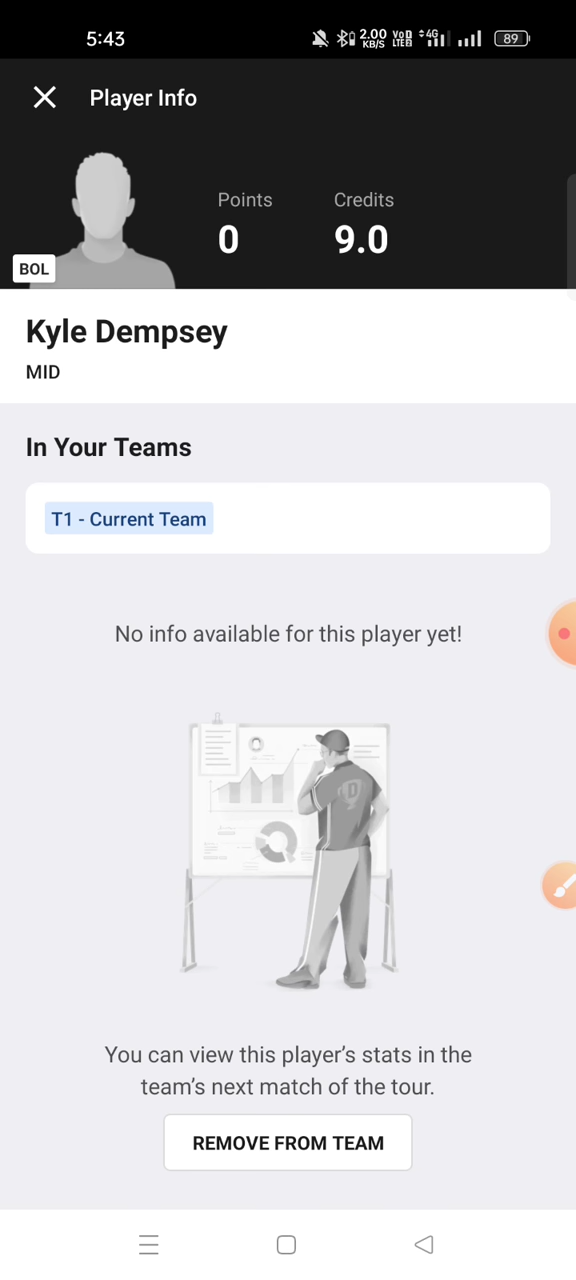 5:43
2.00 KB/S
VoD LTE2
4G
89
Player Info
Points
Credits
0
9.0
BOL
Kyle Dempsey
MID
In Your Teams
T1 - Current Team
No info available for this player yet!
D
You can view this player's stats in the
team's next match of the tour.
REMOVE FROM TEAM